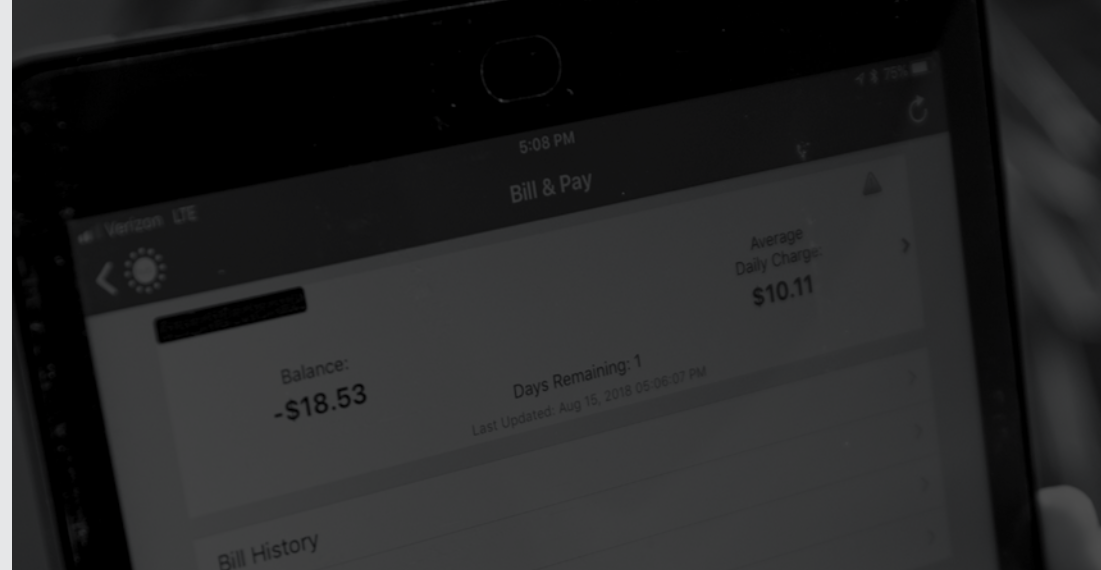 5:08 PM
75%
Verizon LTE
Bill & Pay
Average
Daily Charge:
$10.11
Balance:
-$18.53
Days Remaining: 1
Last Updated: Aug 15, 2018 05:06:07 PM
Bill History